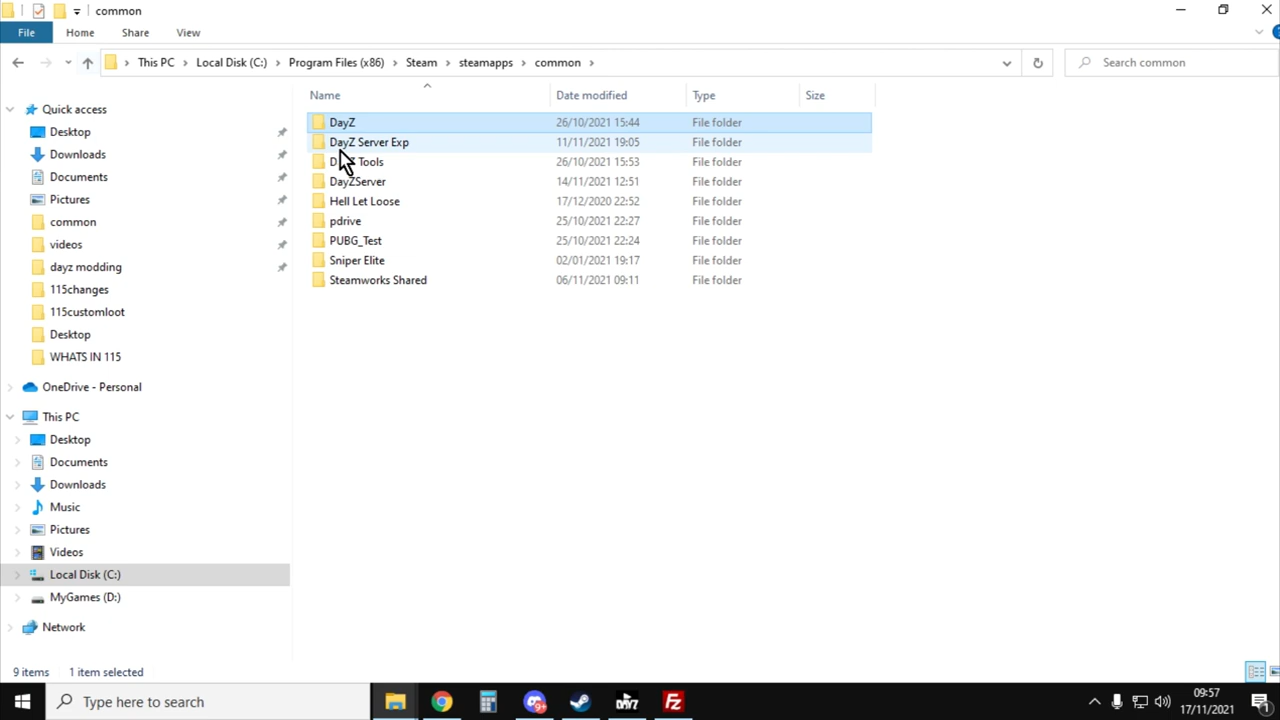 common
File Home Share View
This PC Local Disk (C:) Program Files (x86) Steam steamapps common Search common
Name Date modified Type Size
Quick access
Desktop
Downloads
Documents
Pictures
common
videos
dayz modding
115changes
115customloot
Desktop
WHATS IN 115
OneDrive - Personal
This PC
Desktop
Documents
Downloads
Music
Pictures
Videos
Local Disk (C:)
MyGames (D:)
Network
DayZ 26/10/2021 15:44 File folder
DayZ Server Exp 11/11/2021 19:05 File folder
Tools 26/10/2021 15:53 File folder
DayZServer 14/11/2021 12:51 File folder
Hell Let Loose 17/12/2020 22:52 File folder
pdrive 25/10/2021 22:27 File folder
PUBG_Test 25/10/2021 22:24 File folder
Sniper Elite 02/01/2021 19:17 File folder
Steamworks Shared 06/11/2021 09:11 File folder
9 items 1 item selected
Type here to search
09:57
17/11/2021